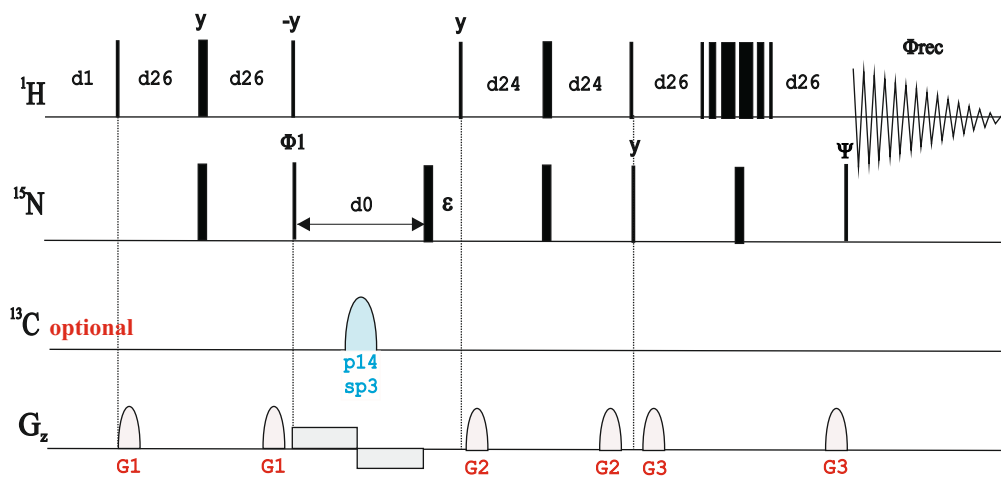 y -y y Φrec
¹H d1 d26 d26 d24 d24 d26 d26
Φ1 y Ψ
¹⁵N d0 ε
¹³C optional
p14
sp3
Gz
G1 G1 G2 G2 G3 G3